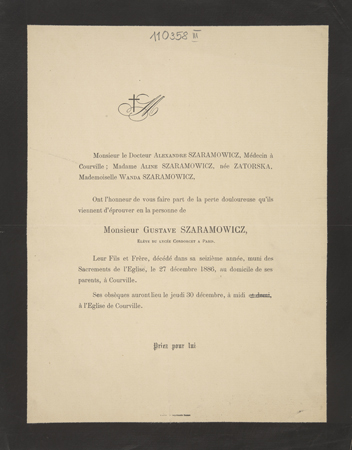 110358 III
M
Monsieur le Docteur Alexandre SZARAMOWICZ, Médecin à
Courville ; Madame Aline SZARAMOWICZ, née ZATORSKA,
Mademoiselle Wanda SZARAMOWICZ,
Ont l'honneur de vous faire part de la perte douloureuse qu'ils
viennent d'éprouver en la personne de
Monsieur Gustave SZARAMOWICZ,
Elève du lycée Condorcet a Paris,
Leur Fils et Frère, décédé dans sa seizième année, muni des
Sacrements de l'Eglise, le 27 décembre 1886, au domicile de ses
parents, à Courville.
Ses obsèques auront lieu le jeudi 30 décembre, à midi
à l'Eglise de Courville.
Priez pour lui